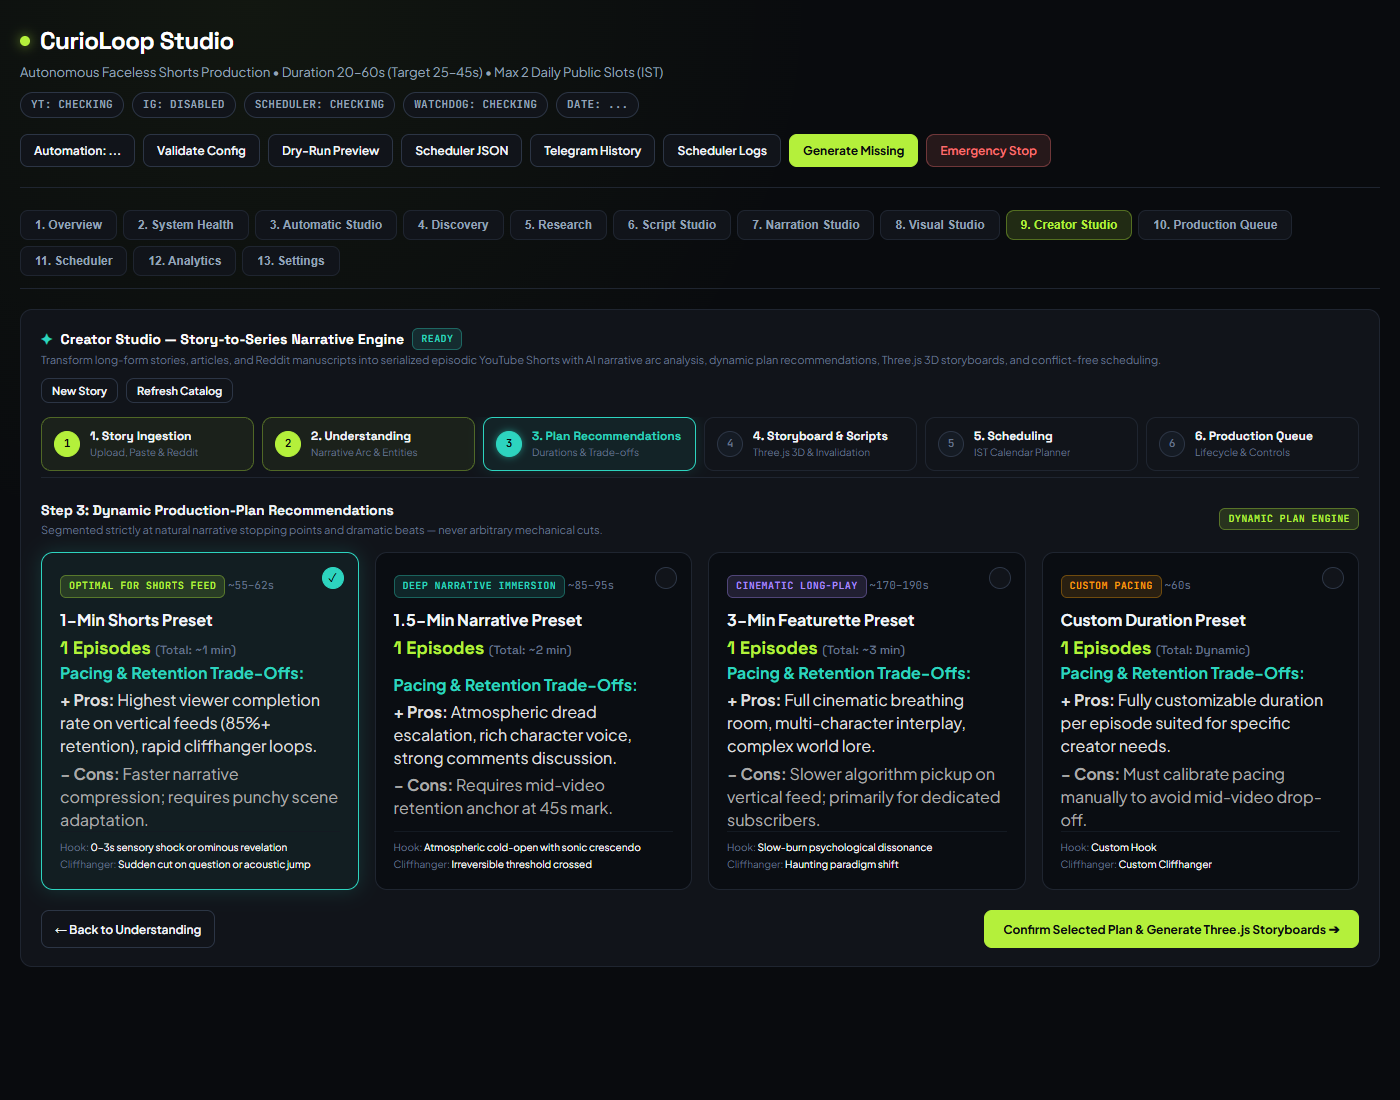 CurioLoop Studio
Autonomous Faceless Shorts Production • Duration 20–60s (Target 25–45s) • Max 2 Daily Public Slots (IST)
YT: CHECKING IG: DISABLED SCHEDULER: CHECKING WATCHDOG: CHECKING DATE: ...
Automation: ... Validate Config Dry-Run Preview Scheduler JSON Telegram History Scheduler Logs Generate Missing Emergency Stop
1. Overview 2. System Health 3. Automatic Studio 4. Discovery 5. Research 6. Script Studio 7. Narration Studio 8. Visual Studio 9. Creator Studio 10. Production Queue
11. Scheduler 12. Analytics 13. Settings
✦ Creator Studio — Story-to-Series Narrative Engine READY
Transform long-form stories, articles, and Reddit manuscripts into serialized episodic YouTube Shorts with AI narrative arc analysis, dynamic plan recommendations, Three.js 3D storyboards, and conflict-free scheduling.
New Story Refresh Catalog
1 1. Story Ingestion
Upload, Paste & Reddit
2 2. Understanding
Narrative Arc & Entities
3 3. Plan Recommendations
Durations & Trade-offs
4 4. Storyboard & Scripts
Three.js 3D & Invalidation
5 5. Scheduling
IST Calendar Planner
6 6. Production Queue
Lifecycle & Controls
Step 3: Dynamic Production-Plan Recommendations
Segmented strictly at natural narrative stopping points and dramatic beats — never arbitrary mechanical cuts.
DYNAMIC PLAN ENGINE
OPTIMAL FOR SHORTS FEED ~55–62s ✓
1-Min Shorts Preset
1 Episodes (Total: ~1 min)
Pacing & Retention Trade-Offs:
+ Pros: Highest viewer completion
rate on vertical feeds (85%+
retention), rapid cliffhanger loops.
– Cons: Faster narrative
compression; requires punchy scene
adaptation.
Hook: 0–3s sensory shock or ominous revelation
Cliffhanger: Sudden cut on question or acoustic jump
DEEP NARRATIVE IMMERSION ~85–95s
1.5-Min Narrative Preset
1 Episodes (Total: ~2 min)
Pacing & Retention Trade-Offs:
+ Pros: Atmospheric dread
escalation, rich character voice,
strong comments discussion.
– Cons: Requires mid-video
retention anchor at 45s mark.
Hook: Atmospheric cold-open with sonic crescendo
Cliffhanger: Irreversible threshold crossed
CINEMATIC LONG-PLAY ~170–190s
3-Min Featurette Preset
1 Episodes (Total: ~3 min)
Pacing & Retention Trade-Offs:
+ Pros: Full cinematic breathing
room, multi-character interplay,
complex world lore.
– Cons: Slower algorithm pickup on
vertical feed; primarily for dedicated
subscribers.
Hook: Slow-burn psychological dissonance
Cliffhanger: Haunting paradigm shift
CUSTOM PACING ~60s
Custom Duration Preset
1 Episodes (Total: Dynamic)
Pacing & Retention Trade-Offs:
+ Pros: Fully customizable duration
per episode suited for specific
creator needs.
– Cons: Must calibrate pacing
manually to avoid mid-video drop-
off.
Hook: Custom Hook
Cliffhanger: Custom Cliffhanger
← Back to Understanding
Confirm Selected Plan & Generate Three.js Storyboards ➔